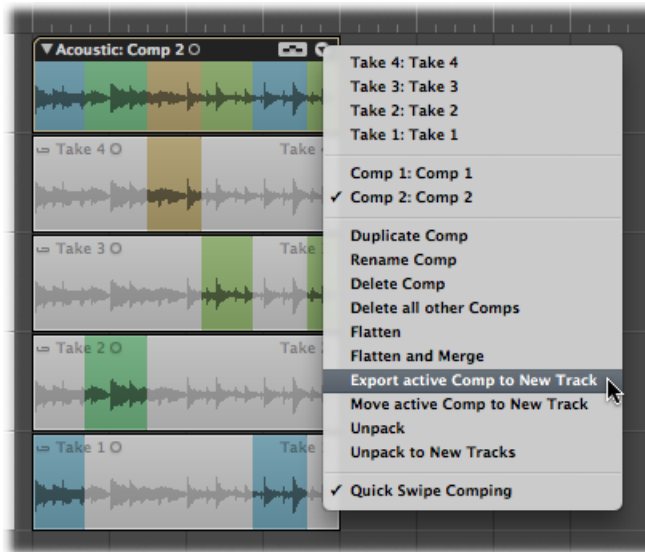 Acoustic: Comp 2
Take 4: Take 4
Take 3: Take 3
Take 2: Take 2
Take 1: Take 1
Comp 1: Comp 1
✓ Comp 2: Comp 2
Duplicate Comp
Rename Comp
Delete Comp
Delete all other Comps
Flatten
Flatten and Merge
Export active Comp to New Track
Move active Comp to New Track
Unpack
Unpack to New Tracks
✓ Quick Swipe Comping
Take 4 Take
Take 3 Take
Take 2 Take
Take 1 Take